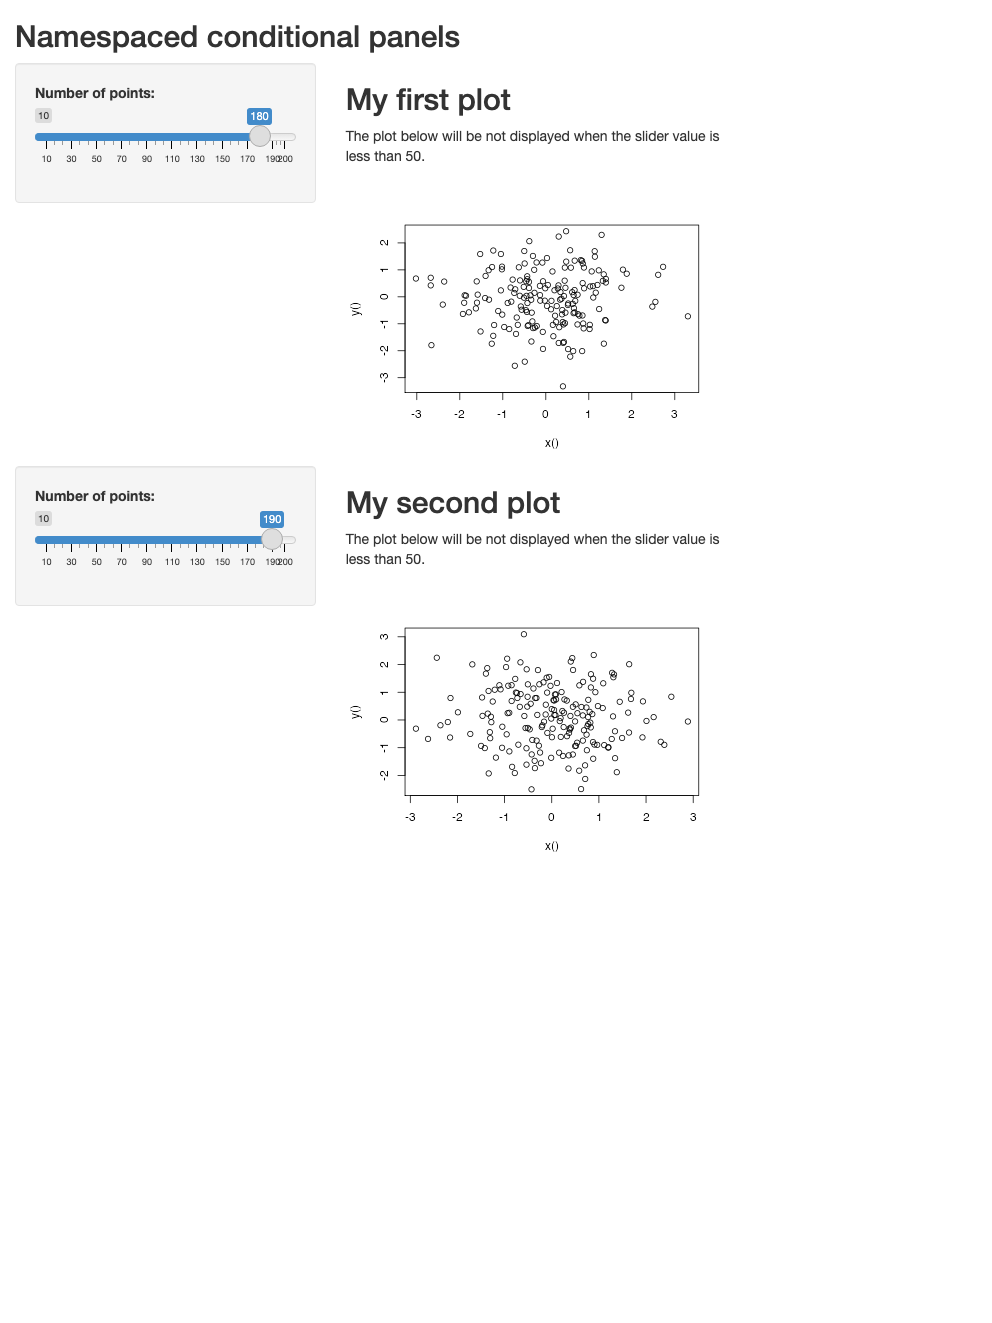 Namespaced conditional panels
Number of points:
10 180
10 30 50 70 90 110 130 150 170 190 200
My first plot
The plot below will be not displayed when the slider value is
less than 50.
y()
2
1
0
-1
-2
-3
-3 -2 -1 0 1 2 3
x()
Number of points:
10 190
10 30 50 70 90 110 130 150 170 190 200
My second plot
The plot below will be not displayed when the slider value is
less than 50.
y()
3
2
1
0
-1
-2
-3 -2 -1 0 1 2 3
x()